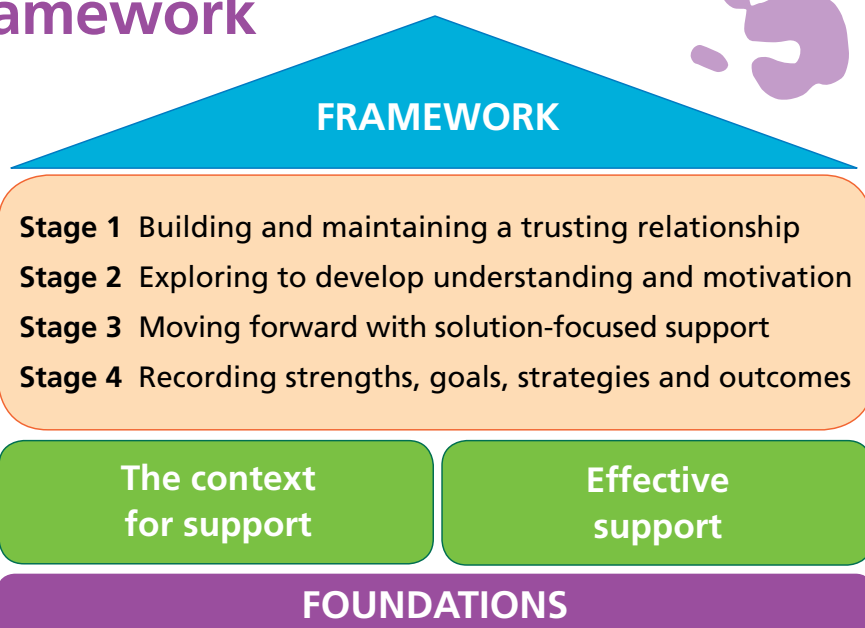 amework
FRAMEWORK
Stage 1 Building and maintaining a trusting relationship
Stage 2 Exploring to develop understanding and motivation
Stage 3 Moving forward with solution-focused support
Stage 4 Recording strengths, goals, strategies and outcomes
The context
for support
Effective
support
FOUNDATIONS